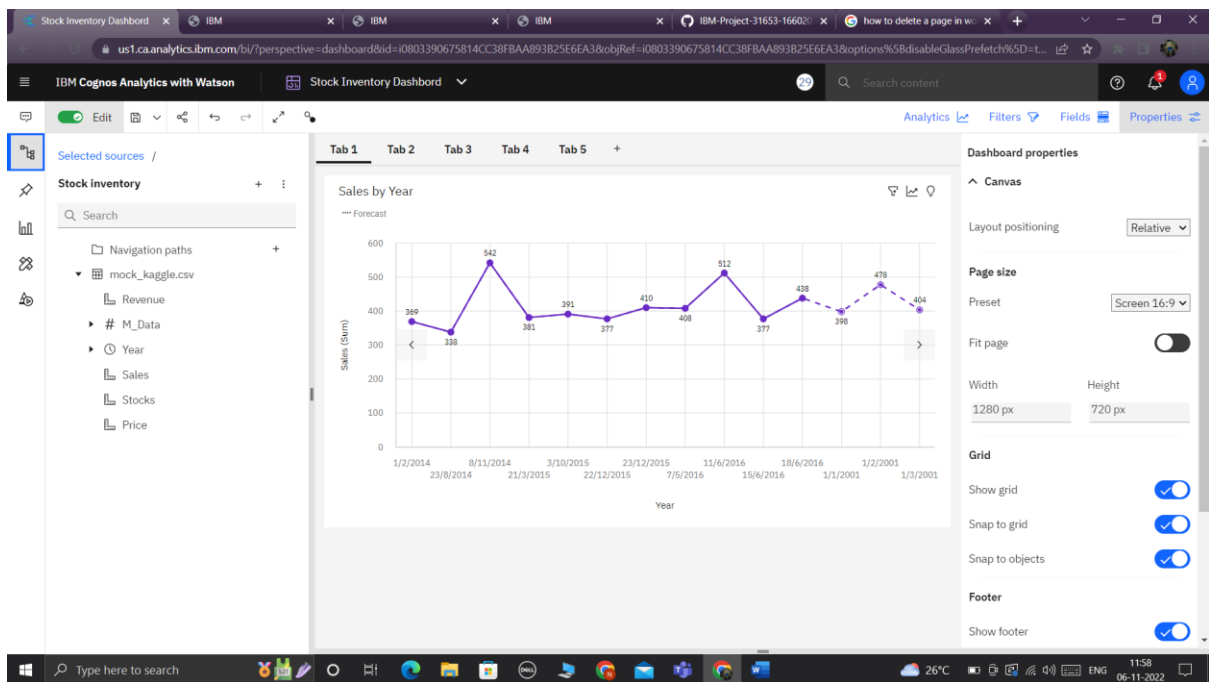 Stock Inventory Dashbord
IBM
IBM
IBM
IBM-Project-31653-166020
how to delete a page in wo
us1.ca.analytics.ibm.com/bi/?perspective=dashboard&id=i0803390675814CC38FBAA893B25E6EA3&objRef=i0803390675814CC38FBAA893B25E6EA3&options%5BdisableGlassPrefetch%5D=t...
IBM Cognos Analytics with Watson
Stock Inventory Dashbord
29
Search content
1
Edit
Analytics
Filters
Fields
Properties
Selected sources /
Stock inventory
Search
Navigation paths
mock_kaggle.csv
Revenue
# M_Data
Year
Sales
Stocks
Price
Tab 1 Tab 2 Tab 3 Tab 4 Tab 5 +
Sales by Year
Forecast
Sales (Sum)
600
500
400
300
200
100
0
369
338
542
381
391
377
410
408
512
377
438
398
478
404
1/2/2014 8/11/2014 3/10/2015 23/12/2015 11/6/2016 18/6/2016 1/2/2001
23/8/2014 21/3/2015 22/12/2015 7/5/2016 15/6/2016 1/1/2001 1/3/2001
Year
Dashboard properties
Canvas
Layout positioning Relative
Page size
Preset Screen 16:9
Fit page
Width Height
1280 px 720 px
Grid
Show grid
Snap to grid
Snap to objects
Footer
Show footer
Type here to search
DELL
26°C
ENG
11:58
06-11-2022